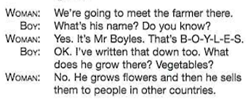 WOMAN: We're going to meet the farmer there.
BOY: What's his name? Do you know?
WOMAN: Yes. It's Mr Boyles. That's B-O-Y-L-E-S.
BOY: OK. I've written that down too. What
does he grow there? Vegetables?
WOMAN: No. He grows flowers and then he sells
them to people in other countries.